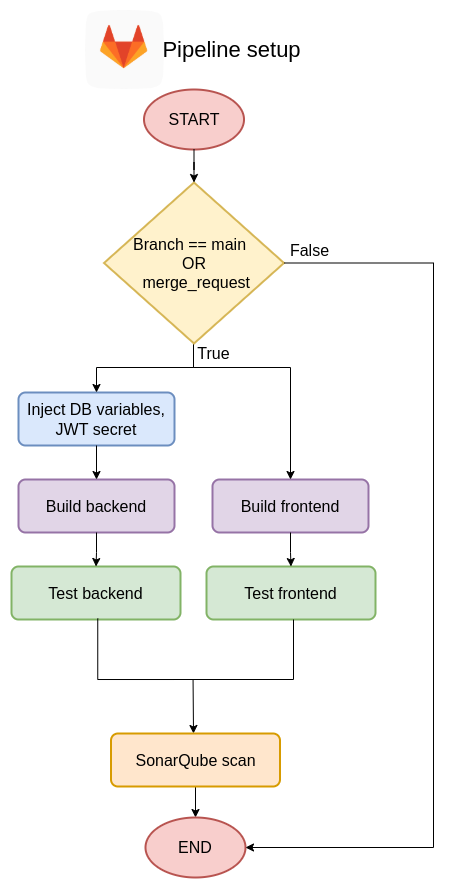 Pipeline setup
START
Branch == main
OR
merge_request
False
True
Inject DB variables,
JWT secret
Build backend
Build frontend
Test backend
Test frontend
SonarQube scan
END